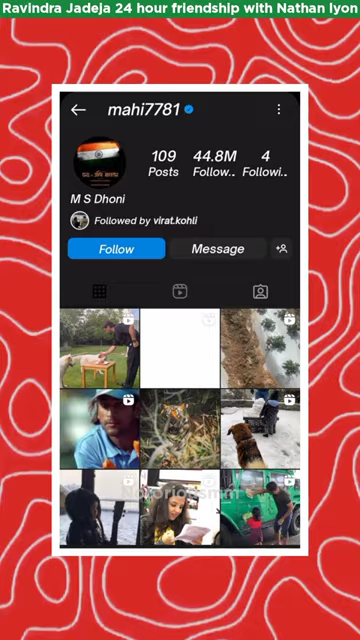 Ravindra Jadeja 24 hour friendship with Nathan lyon
mahi7781
109 44.8M 4
Posts Follow.. Followi..
M S Dhoni
Followed by virat.kohli
Follow Message